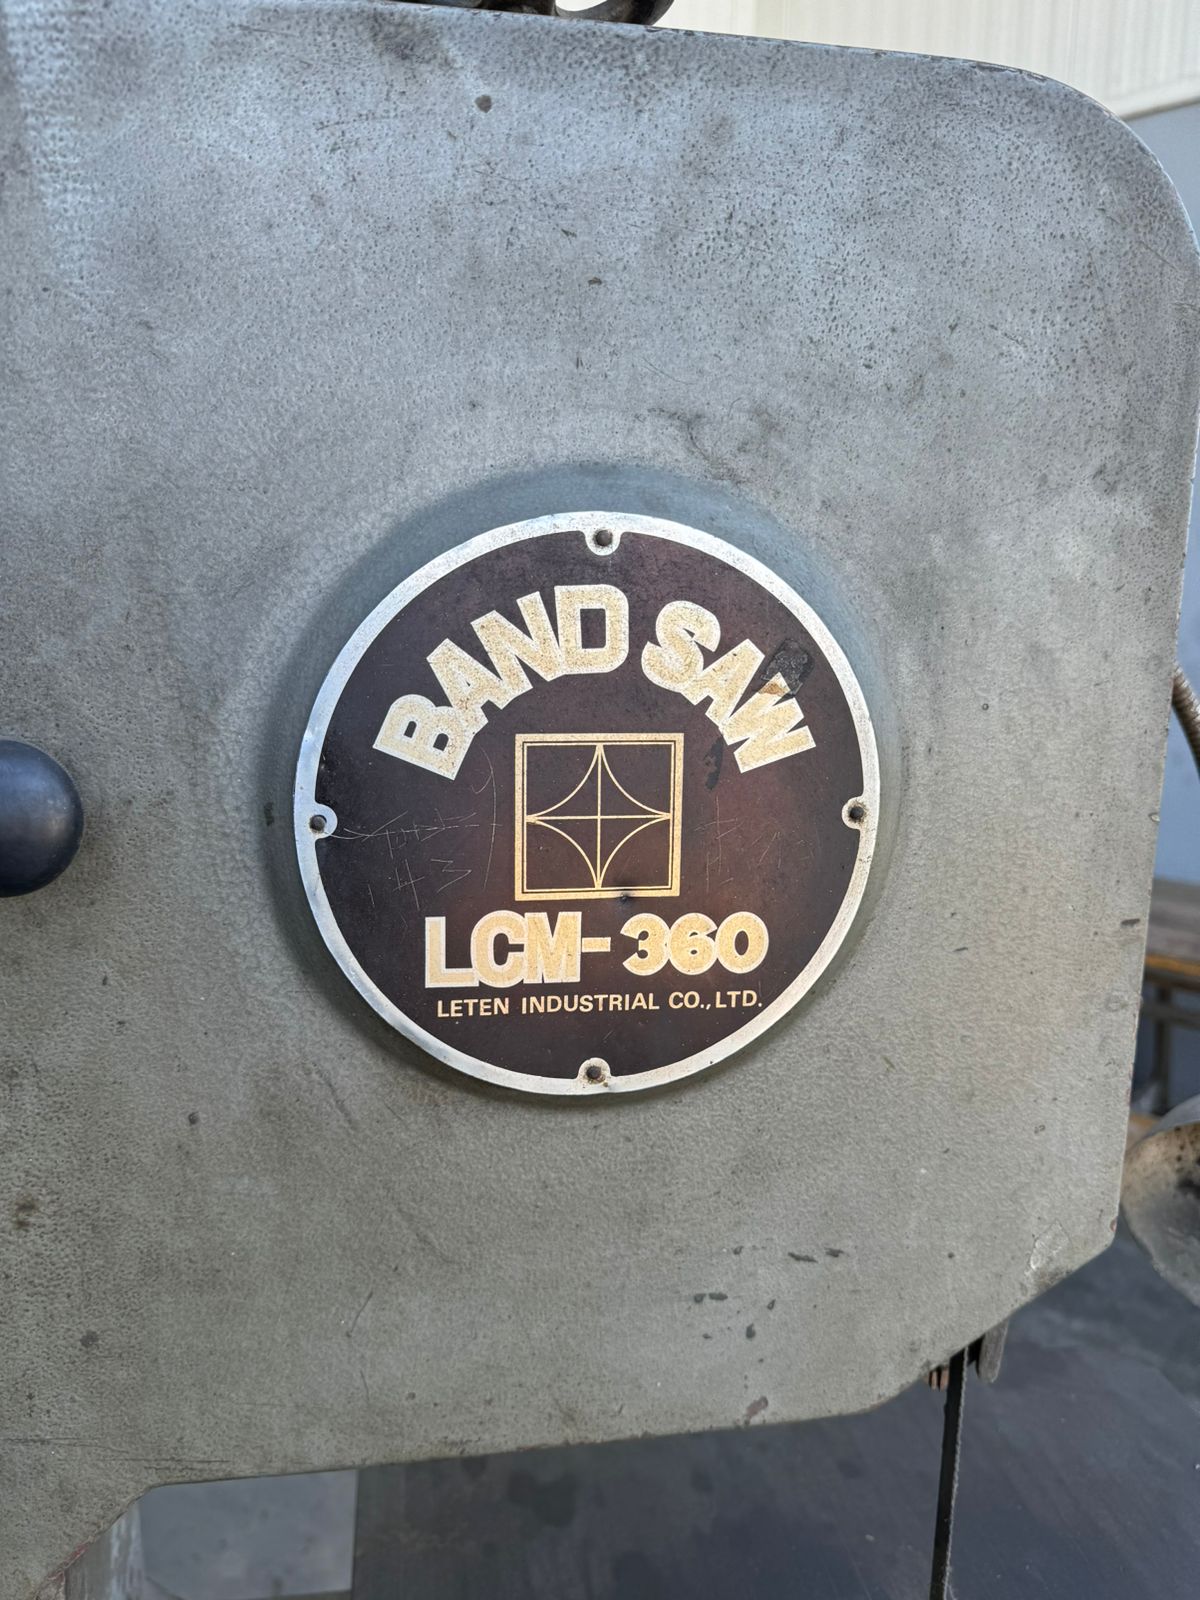 BAND SAW
LCM-360
LETEN INDUSTRIAL CO., LTD.